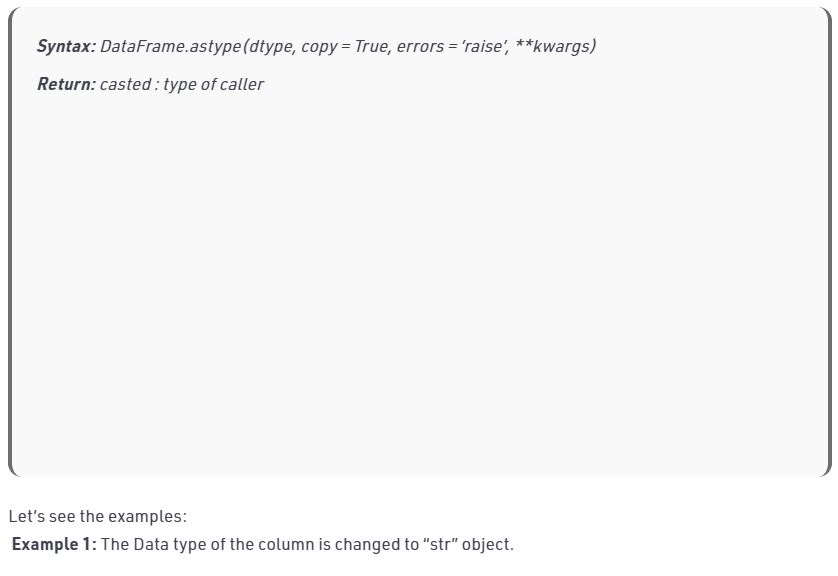 Syntax: DataFrame.astype(dtype, copy = True, errors = ‘raise’, **kwargs)
Return: casted : type of caller
Let’s see the examples:
Example 1: The Data type of the column is changed to “str” object.